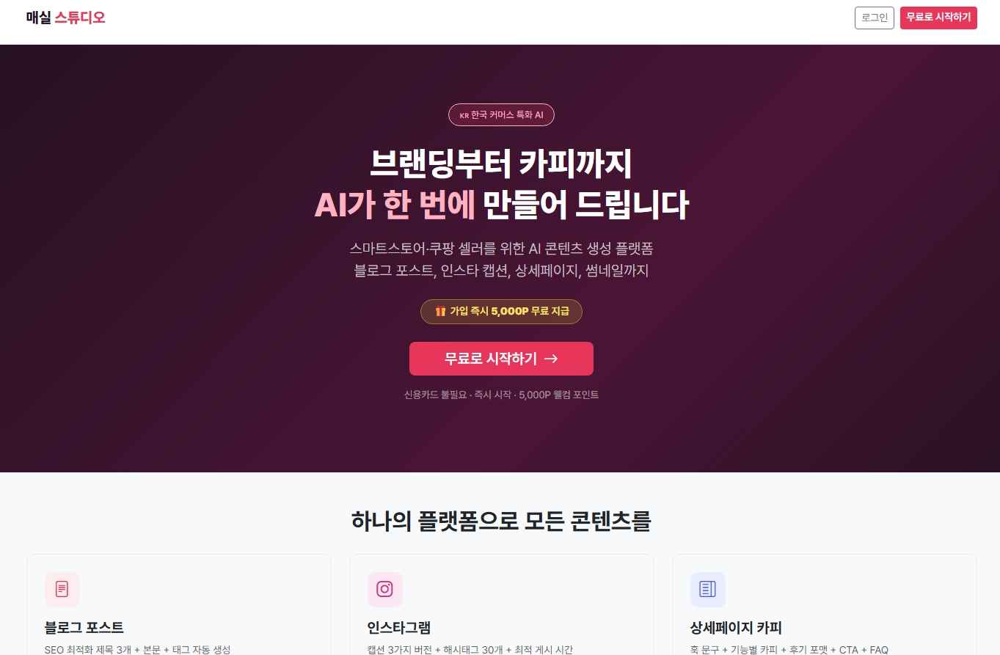 매실 스튜디오
로그인
무료로 시작하기
KR 한국 커머스 특화 AI
브랜딩부터 카피까지
AI가 한 번에 만들어 드립니다
스마트스토어·쿠팡 셀러를 위한 AI 콘텐츠 생성 플랫폼
블로그 포스트, 인스타 캡션, 상세페이지, 썸네일까지
가입 즉시 5,000P 무료 지급
무료로 시작하기 →
신용카드 불필요 · 즉시 시작 · 5,000P 웰컴 포인트
하나의 플랫폼으로 모든 콘텐츠를
블로그 포스트
SEO 최적화 제목 3개 + 본문 + 태그 자동 생성
인스타그램
캡션 3가지 버전 + 해시태그 30개 + 최적 게시 시간
상세페이지 카피
훅 문구 + 기능별 카피 + 후기 포맷 + CTA + FAQ